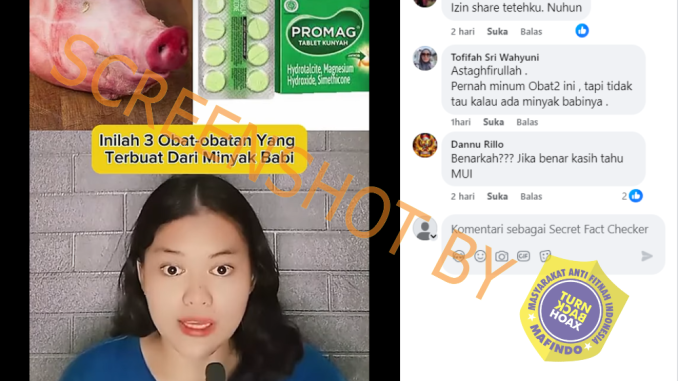 PROMAG
TABLET KUNYAH
Hydrotalcite, Magnesium
Hydroxide, Simethicone
Inilah 3 Obat-obatan Yang
Terbuat Dari Minyak Babi
SCREENSHOT BY
Izin share tetehku. Nuhun
2 hari Suka Balas
Tofifah Sri Wahyuni
Astaghfirullah .
Pernah minum Obat2 ini , tapi tidak
tau kalau ada minyak babinya .
1hari Suka Balas
Dannu Rillo
Benarkah??? Jika benar kasih tahu
MUI
2 hari Suka Balas 2
Komentari sebagai Secret Fact Checker
GIF
MASYARAKAT ANTI FITNAH INDONESIA
TURN
BACK
HOAX
MAFINDO